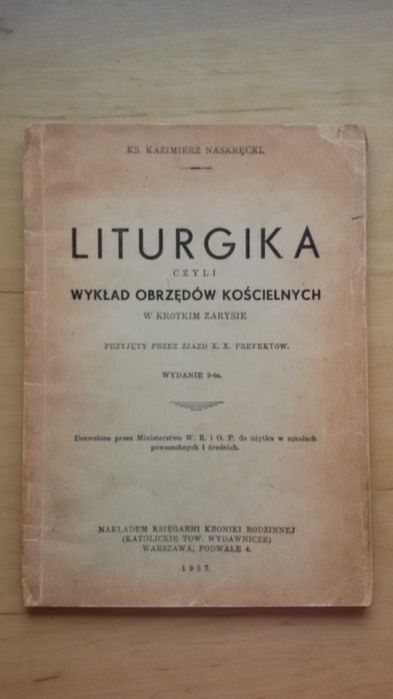 KS. KAZIMIERZ NASKRĘCKI.
LITURGIKA
CZYLI
WYKŁAD OBRZĘDÓW KOŚCIELNYCH
W KRÓTKIM ZARYSIE
PRZYJĘTY PRZEZ ZJAZD X. X. PREFEKTÓW.
WYDANIE 9-te.
Dozwolone przez Ministerstwo W. R. i O. P. do użytku w szkołach
powszechnych i średnich.
NAKŁADEM KSIĘGARNI KRONIKI RODZINNEJ
(KATOLICKIE TOW. WYDAWNICZE)
WARSZAWA, PODWALE 4.
1937.